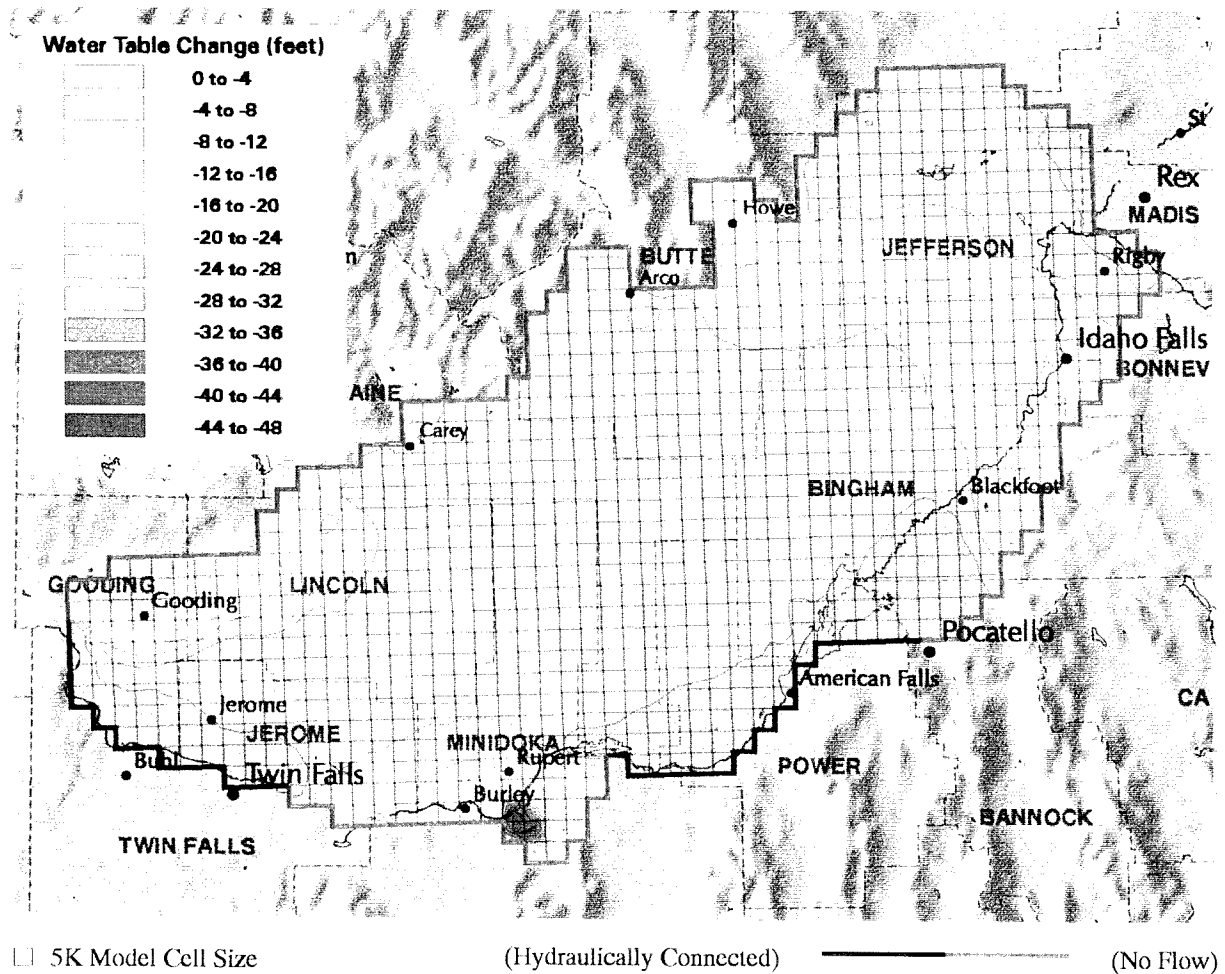 Water Table Change (feet)
0 to -4
-4 to -8
-8 to -12
-12 to -16
-16 to -20
-20 to -24
-24 to -28
-28 to -32
-32 to -36
-36 to -40
-40 to -44
-44 to -48
St
Rex
MADIS
Howe
JEFFERSON
BUTTE
Rigby
n
Arco
Idaho Falls
BONNEV
AINE
Carey
BINGHAM
Blackfoot
GOODING
LINCOLN
Gooding
Pocatello
American Falls
CA
Jerome
JEROME
MINIDOKA
Buhl
Rupert
POWER
Twin Falls
Burley
BANNOCK
TWIN FALLS
5K Model Cell Size
(Hydraulically Connected)
(No Flow)